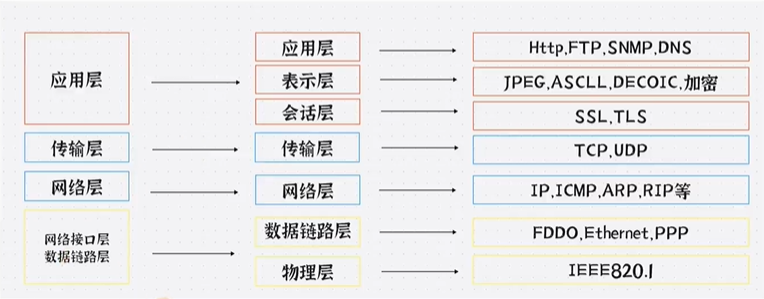 应用层
应用层
Http,FTP,SNMP,DNS
表示层
JPEG,ASCLL,DECOIC,加密
会话层
SSL,TLS
传输层
传输层
TCP,UDP
网络层
网络层
IP,ICMP,ARP,RIP等
网络接口层
数据链路层
数据链路层
FDDO,Ethernet,PPP
物理层
IEEE820.1